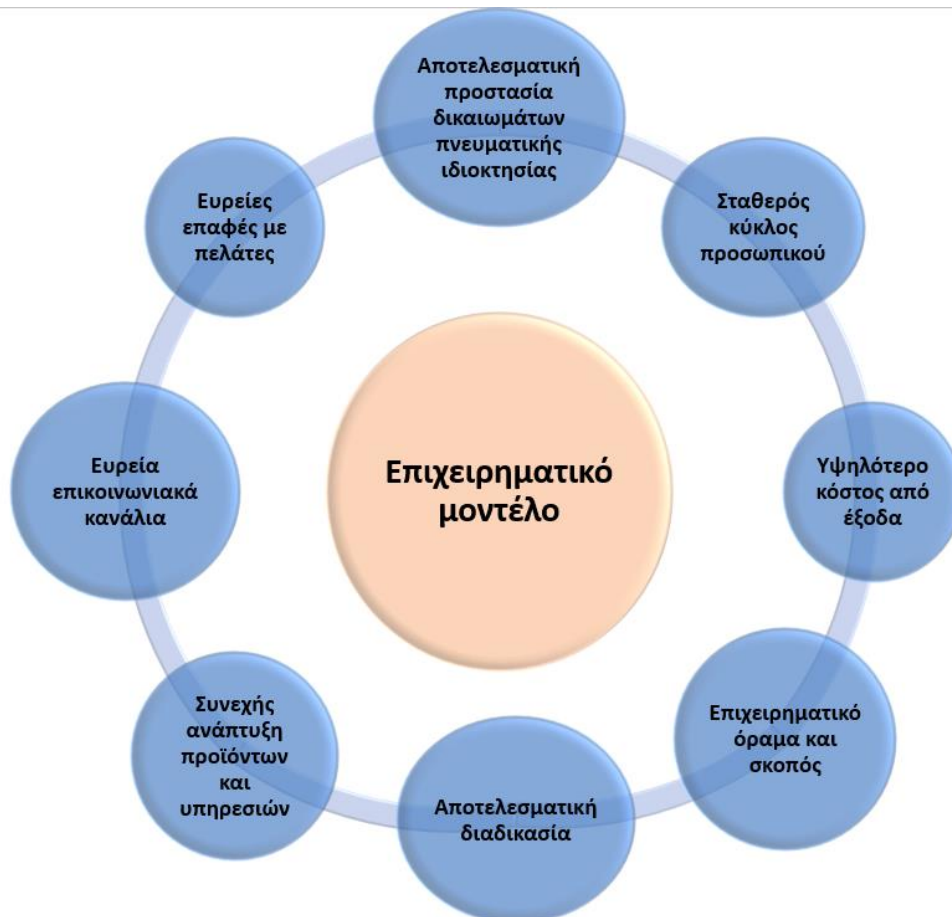 Αποτελεσματική
προστασία
δικαιωμάτων
πνευματικής
ιδιοκτησίας
Σταθερός
κύκλος
προσωπικού
Υψηλότερο
κόστος από
έξοδα
Επιχειρηματικό
όραμα και
σκοπός
Αποτελεσματική
διαδικασία
Συνεχής
ανάπτυξη
προϊόντων
και
υπηρεσιών
Ευρεία
επικοινωνιακά
κανάλια
Ευρείες
επαφές με
πελάτες
Επιχειρηματικό
μοντέλο